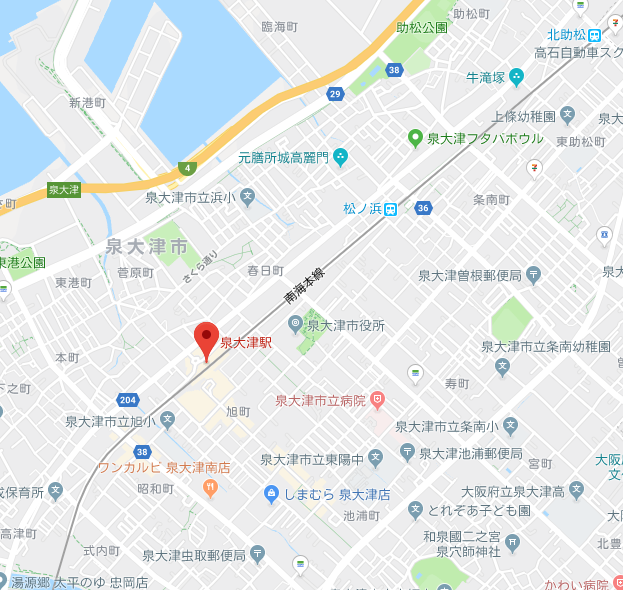 助松町
臨海町
助松公園
北助松
高石自動車スク
38
牛滝塚
29
新港町
上條幼稚園
泉大
泉大津フタバボウル
東助松町
元膳所城高麗門
4
泉大津
泉大津市立浜小
条南町
松ノ浜
36
泉大津市
さくら通り
東港公園
菅原町
春日町
泉大津曽根郵便局
東港町
南海本線
泉大津市役所
泉大津駅
泉大津市立条南幼稚園
本町
寿町
下之町
204
泉大津市立病院
旭町
泉大津市立旭小
泉大津市立条南小
38
泉大津市立東陽中
泉大津池浦郵便局
宮町
ワンカルビ 泉大津南店
昭和町
しまむら 泉大津店
大阪府立泉大津高
保育所
池浦町
どれぞあ子ども園
高津町
和泉國二之宮
泉穴師神社
式内町
泉大津虫取郵便局
湯源郷 太平のゆ 忠岡店
かわい病院